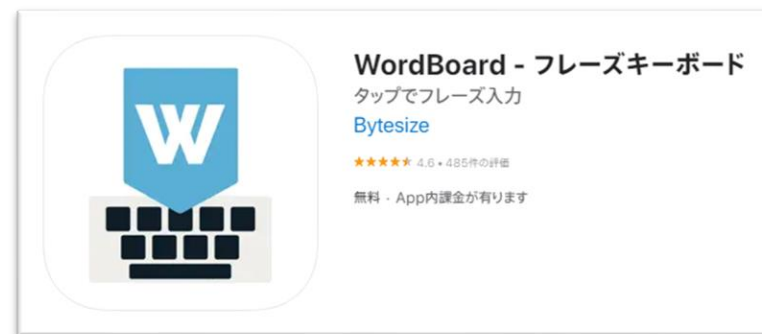 W
WordBoard - フレーズキーボード
タップでフレーズ入力
Bytesize
★★★★★ 4.6 • 485件の評価
無料 · App内課金が有ります